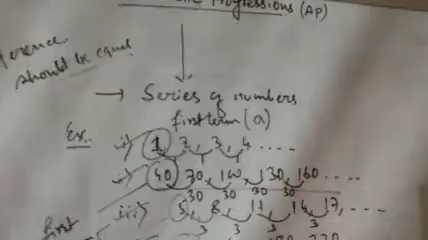 Progressions (AP)
should be equal
→ Series of numbers
first term (a)
Ex. i) 1, 2, 3, 4 ....
ii) 40, 70, 100, 130, 160 ....
30 30 30 30
iii) 5, 8, 11, 14, 17, ....
3 3 3 3
first